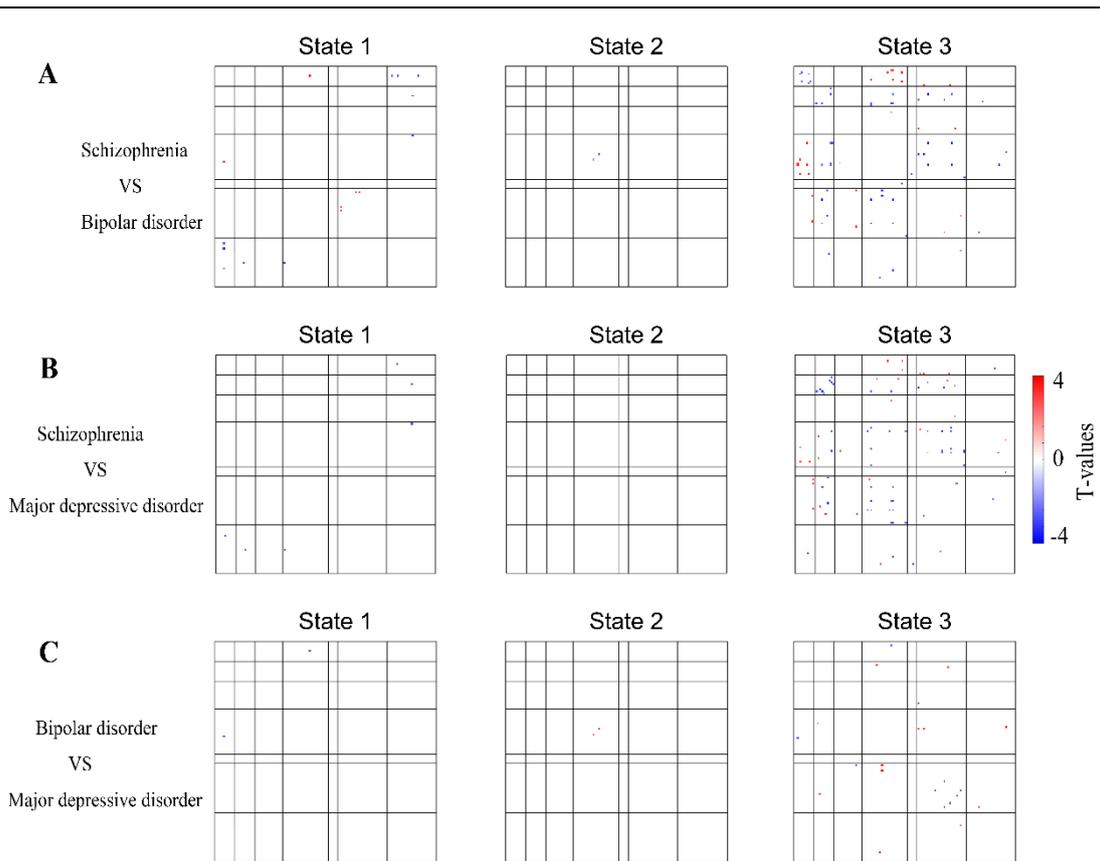 State 1
State 2
State 3
A
Schizophrenia
VS
Bipolar disorder
State 1
State 2
State 3
B
Schizophrenia
VS
Major depressive disorder
4
0
-4
T-values
State 1
State 2
State 3
C
Bipolar disorder
VS
Major depressive disorder